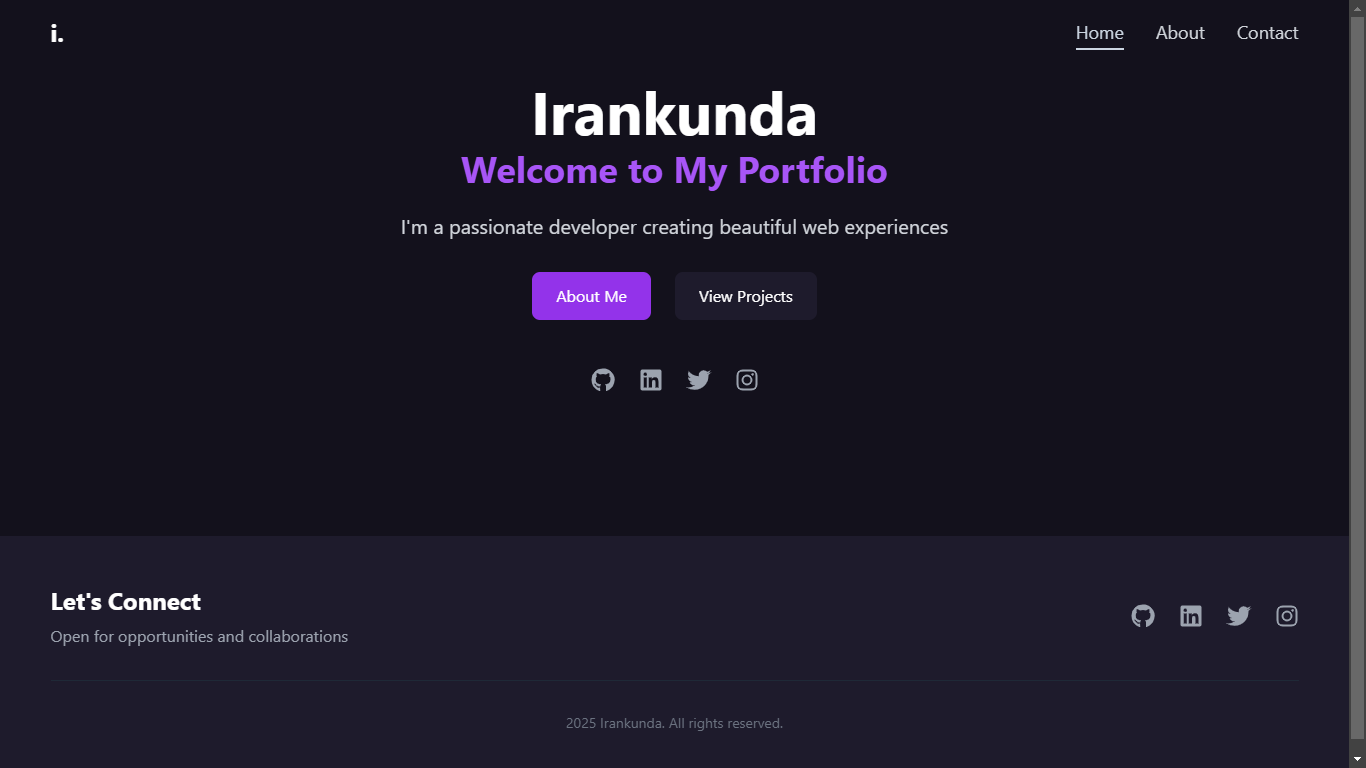 i.
Home About Contact
Irankunda
Welcome to My Portfolio
I'm a passionate developer creating beautiful web experiences
About Me View Projects
Let's Connect
Open for opportunities and collaborations
2025 Irankunda. All rights reserved.